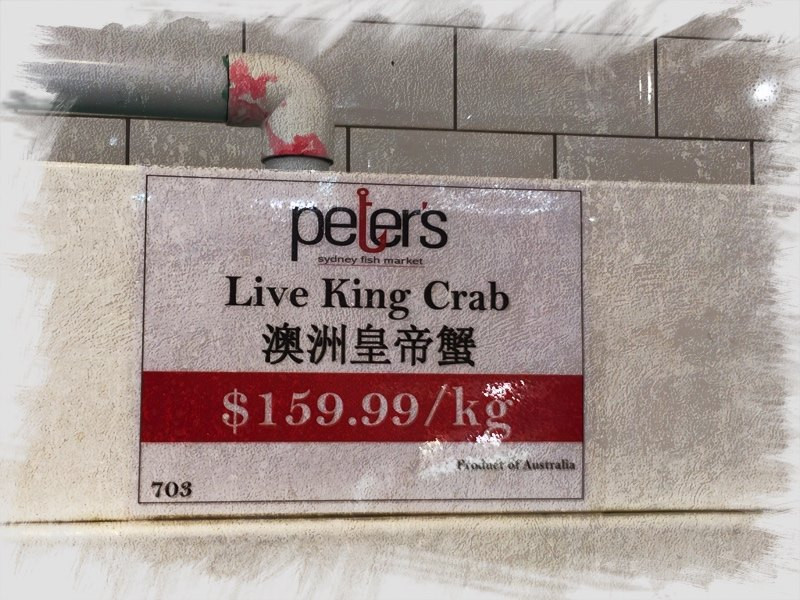 peter's
sydney fish market
Live King Crab
澳洲皇帝蟹
$159.99/kg
Product of Australia
703